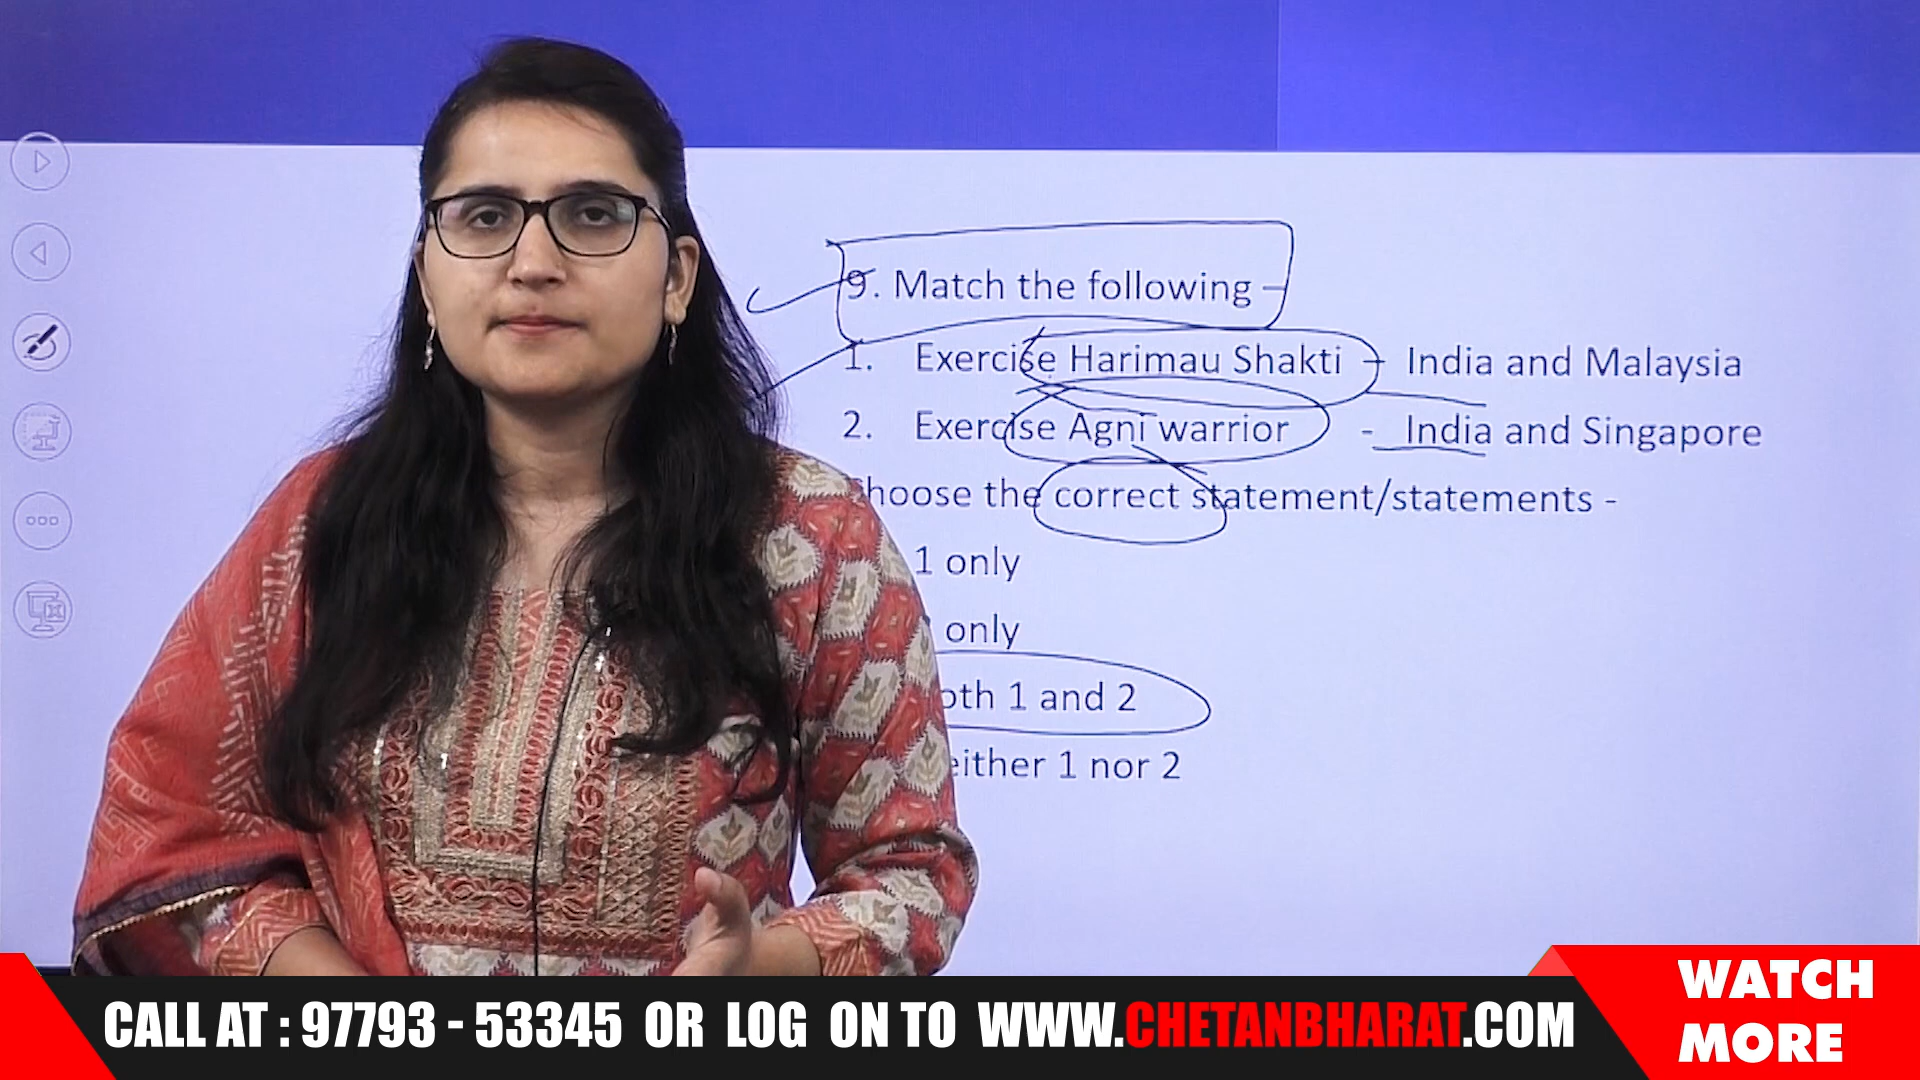 9. Match the following -
1. Exercise Harimau Shakti - India and Malaysia
2. Exercise Agni warrior - India and Singapore
hoose the correct statement/statements -
1 only
only
oth 1 and 2
either 1 nor 2
CALL AT : 97793 - 53345 OR LOG ON TO WWW.CHETANBHARAT.COM
WATCH
MORE